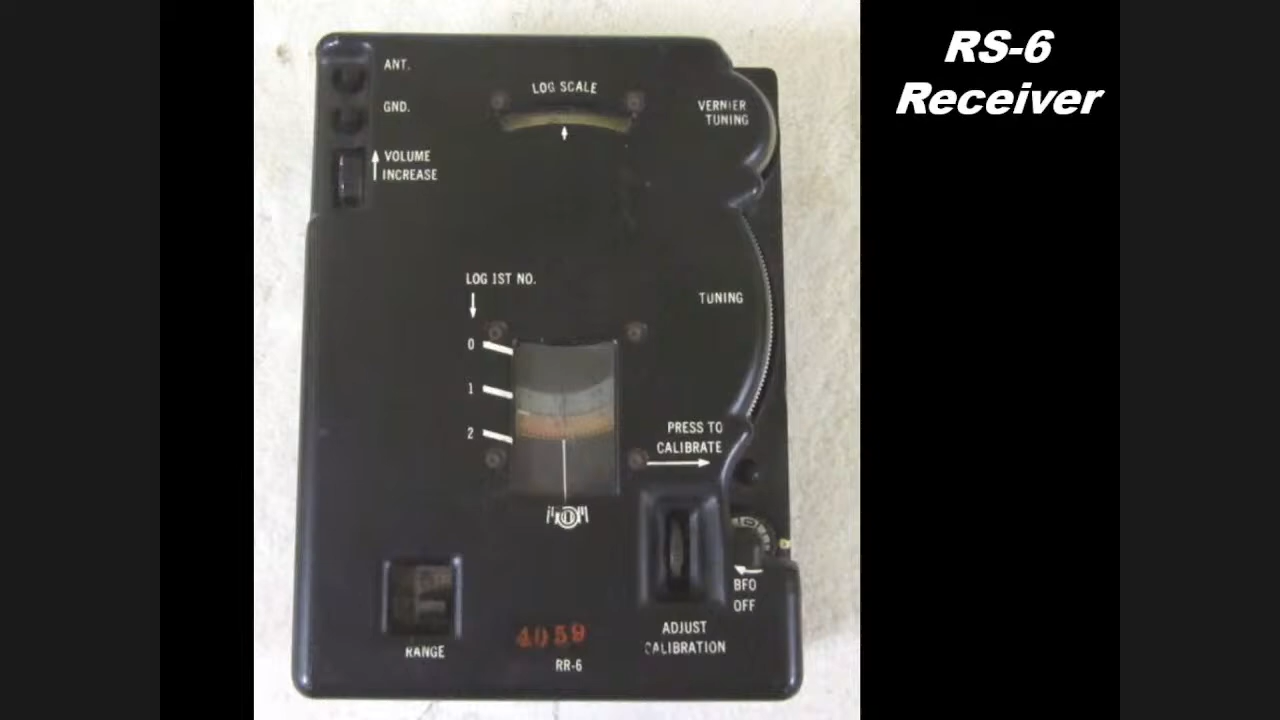 RS-6
Receiver
ANT.
GND.
VOLUME
INCREASE
LOG SCALE
VERNIER
TUNING
LOG 1ST NO.
0
1
2
TUNING
PRESS TO
CALIBRATE
BFO
OFF
ADJUST
CALIBRATION
RANGE
4059
RR-6